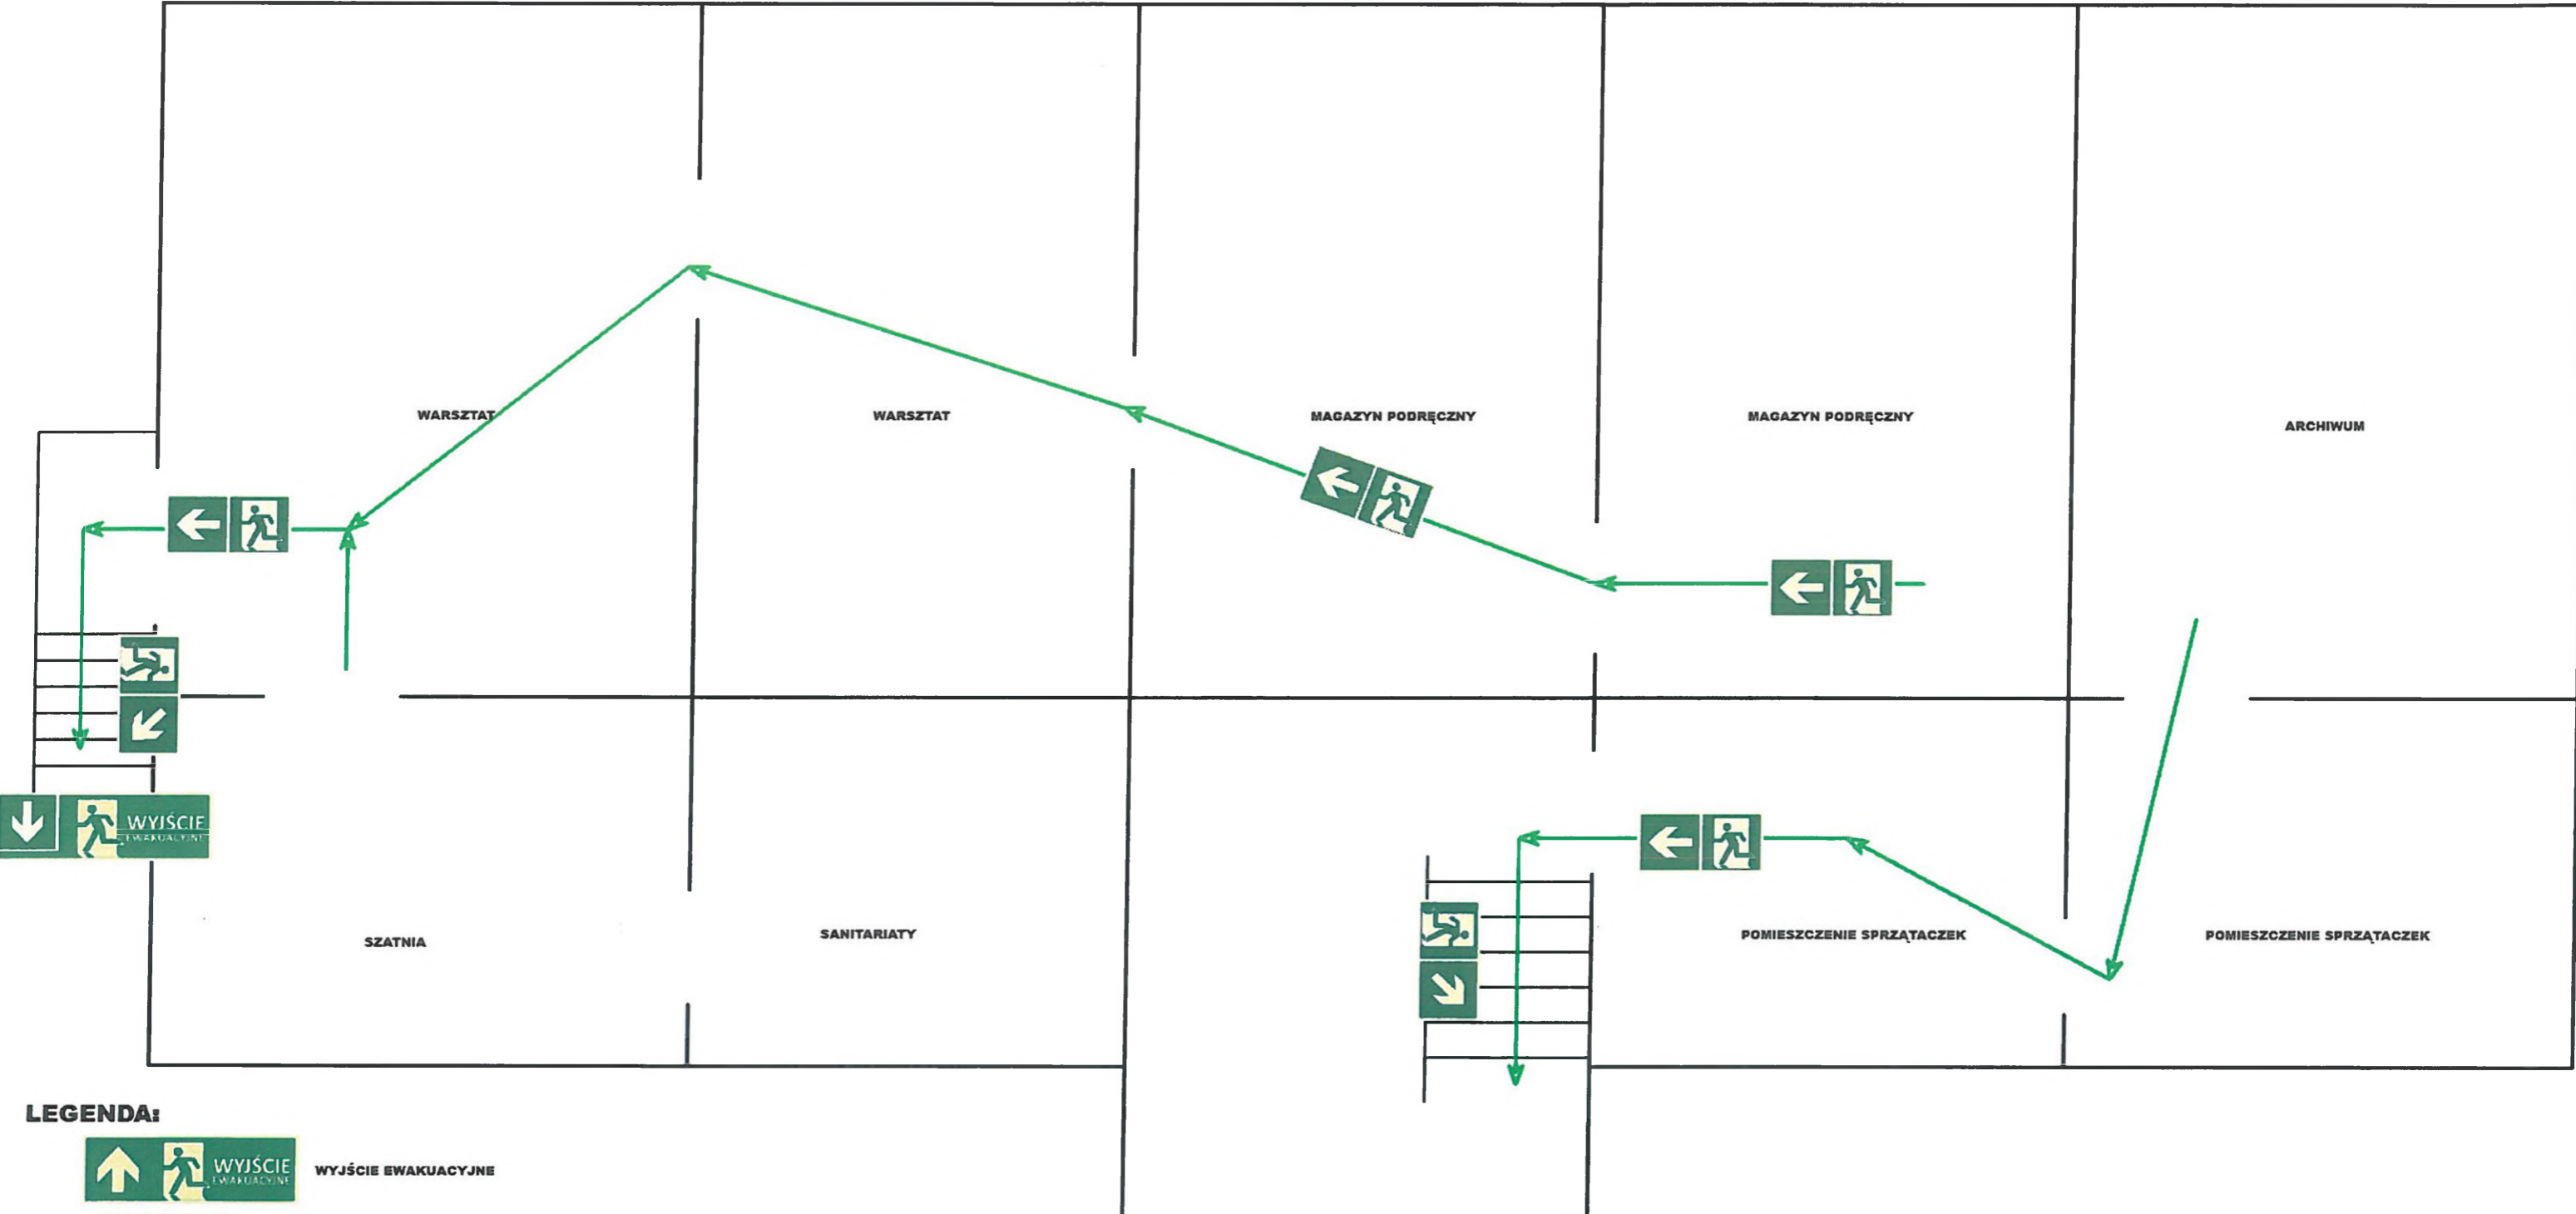 WARSZTAT
WARSZTAT
MAGAZYN PODRĘCZNY
MAGAZYN PODRĘCZNY
ARCHIWUM
WYJŚCIE
EWAKUACYJNE
SZATNIA
SANITARIATY
POMIESZCZENIE SPRZĄTACZEK
POMIESZCZENIE SPRZĄTACZEK
LEGENDA:
WYJŚCIE
EWAKUACYJNE
WYJŚCIE EWAKUACYJNE